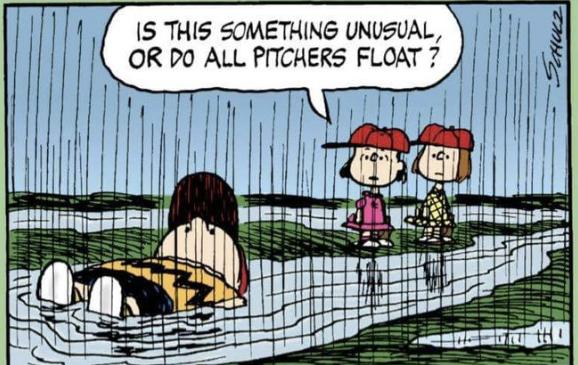 IS THIS SOMETHING UNUSUAL,
OR DO ALL PITCHERS FLOAT?
SCHULZ